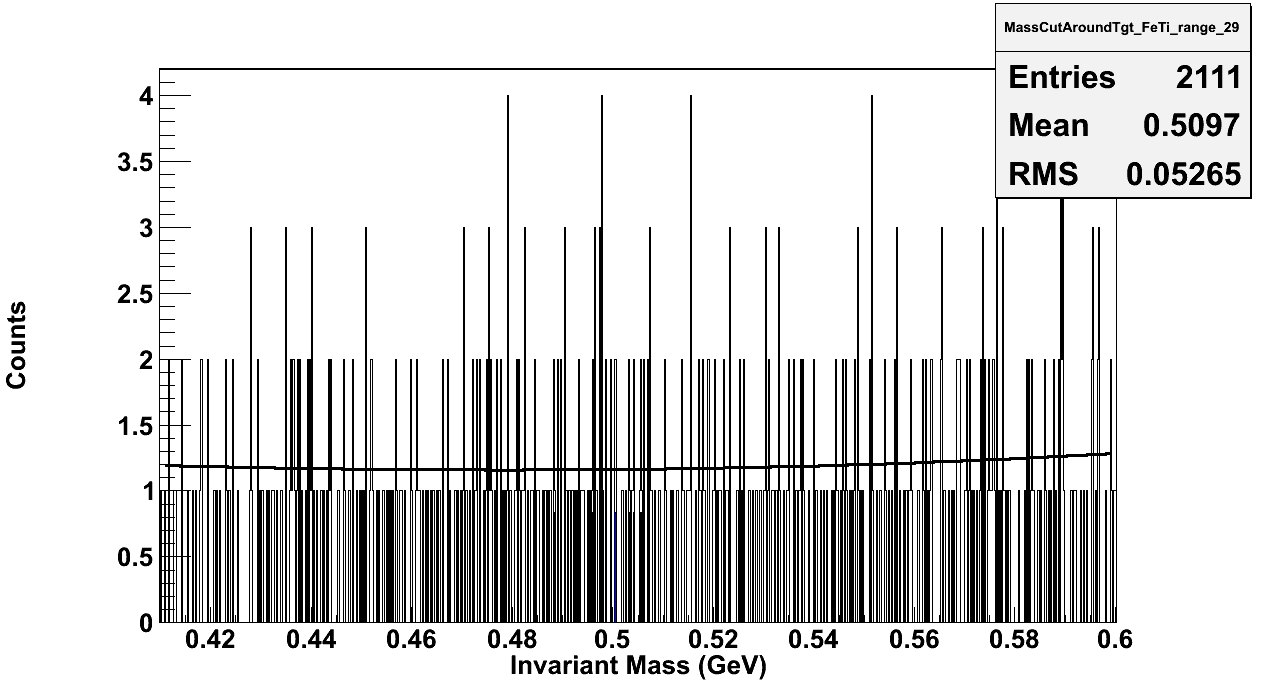 MassCutAroundTgt_FeTi_range_29
Entries 2111
Mean 0.5097
RMS 0.05265
4
3.5
3
2.5
2
1.5
1
0.5
0
Counts
0.42 0.44 0.46 0.48 0.5 0.52 0.54 0.56 0.58 0.6
Invariant Mass (GeV)